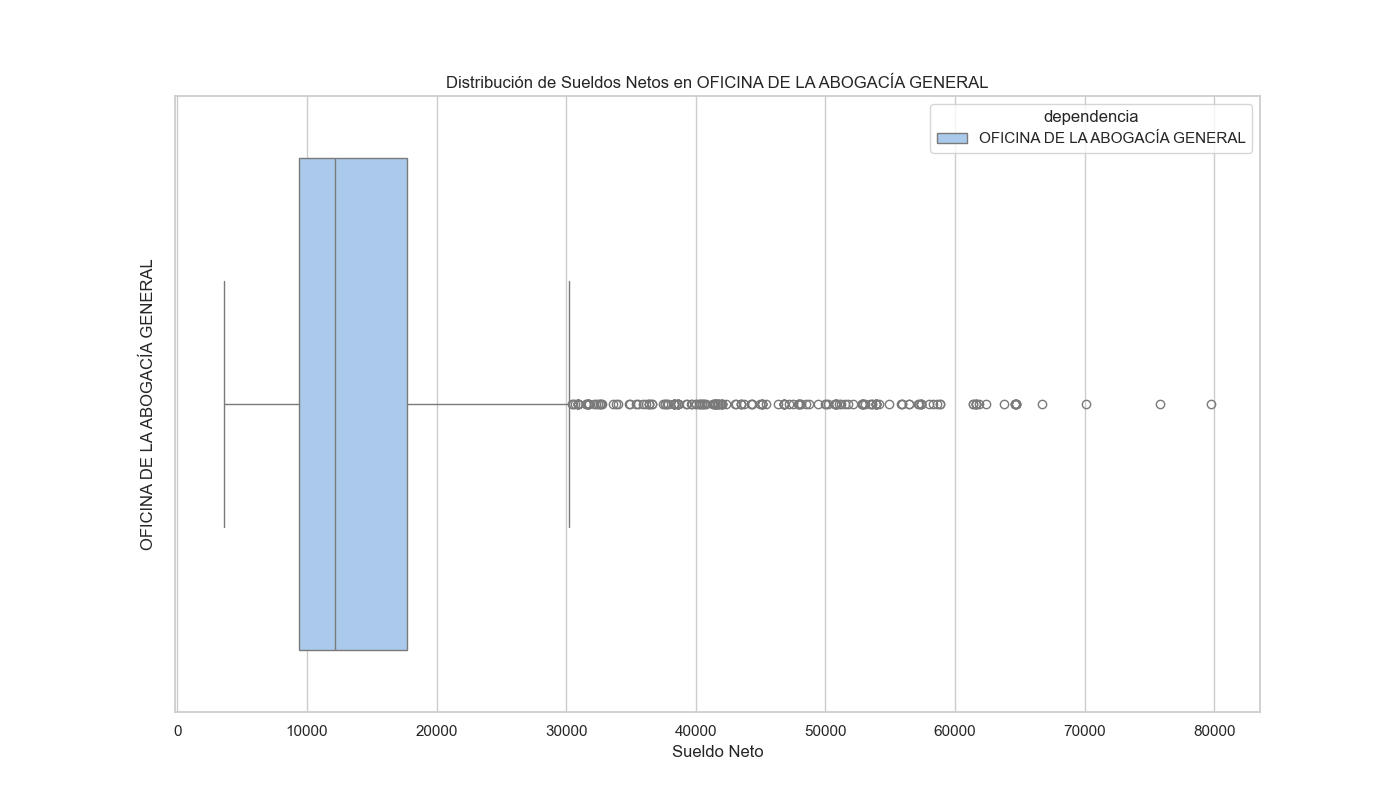 Distribución de Sueldos Netos en OFICINA DE LA ABOGACÍA GENERAL
dependencia
OFICINA DE LA ABOGACÍA GENERAL
OFICINA DE LA ABOGACÍA GENERAL
0 10000 20000 30000 40000 50000 60000 70000 80000
Sueldo Neto